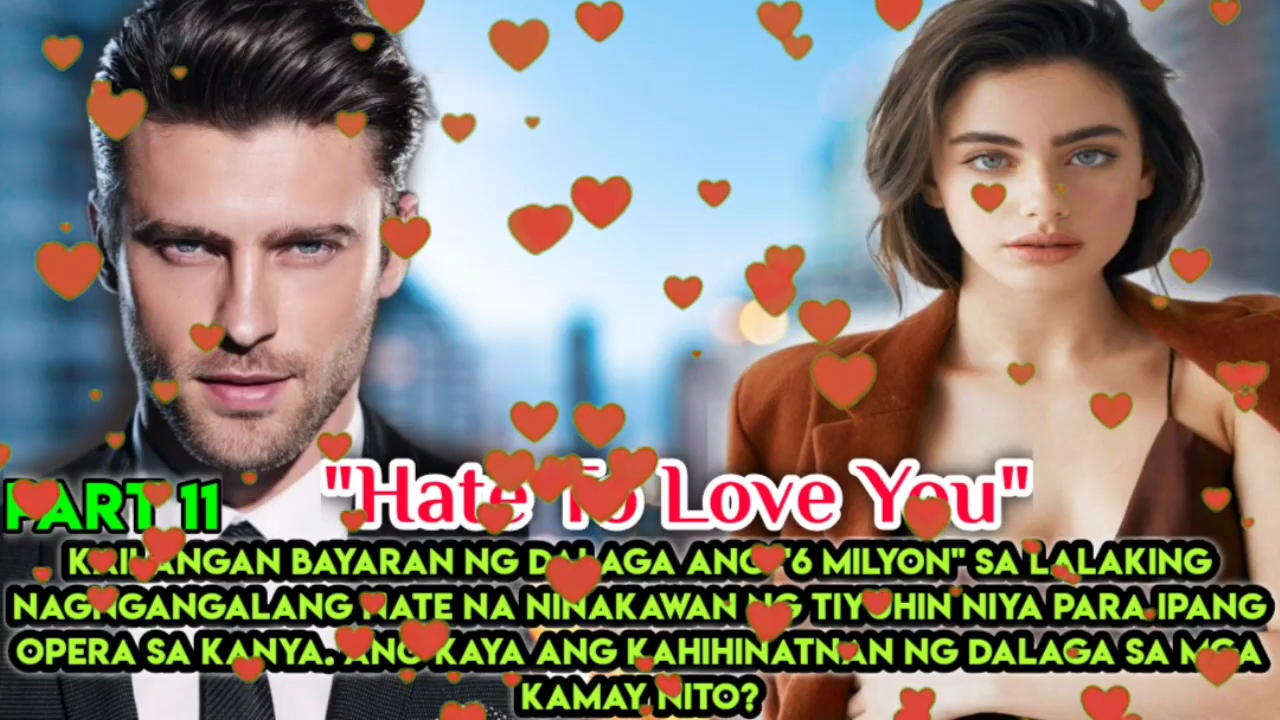 PART 11
"Hate To Love You"
KAILANGAN BAYARAN NG DALAGA ANG "6 MILYON" SA LALAKING
NAGNGANGALANG NATE NA NINAKAWAN NG TIYUHIN NIYA PARA IPANG
OPERA SA KANYA. ANO KAYA ANG KAHIHINATNAN NG DALAGA SA MGA
KAMAY NITO?